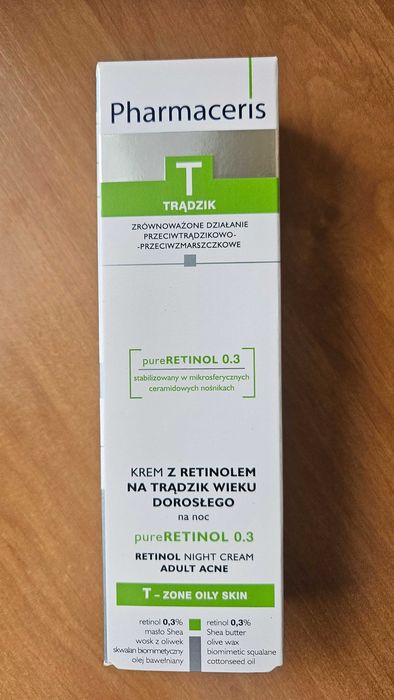 Pharmaceris
T
TRĄDZIK
ZRÓWNOWAŻONE DZIAŁANIE
PRZECIWTRĄDZIKOWO-
-PRZECIWZMARSZCZKOWE
pureRETINOL 0.3
stabilizowany w mikrosferycznych
ceramidowych nośnikach
KREM Z RETINOLEM
NA TRĄDZIK WIEKU
DOROSŁEGO
na noc
pureRETINOL 0.3
RETINOL NIGHT CREAM
ADULT ACNE
T – ZONE OILY SKIN
retinol 0,3%
masło Shea
wosk z oliwek
skwalan biomimetyczny
olej bawełniany
retinol 0,3%
Shea butter
olive wax
biomimetic squalane
cottonseed oil